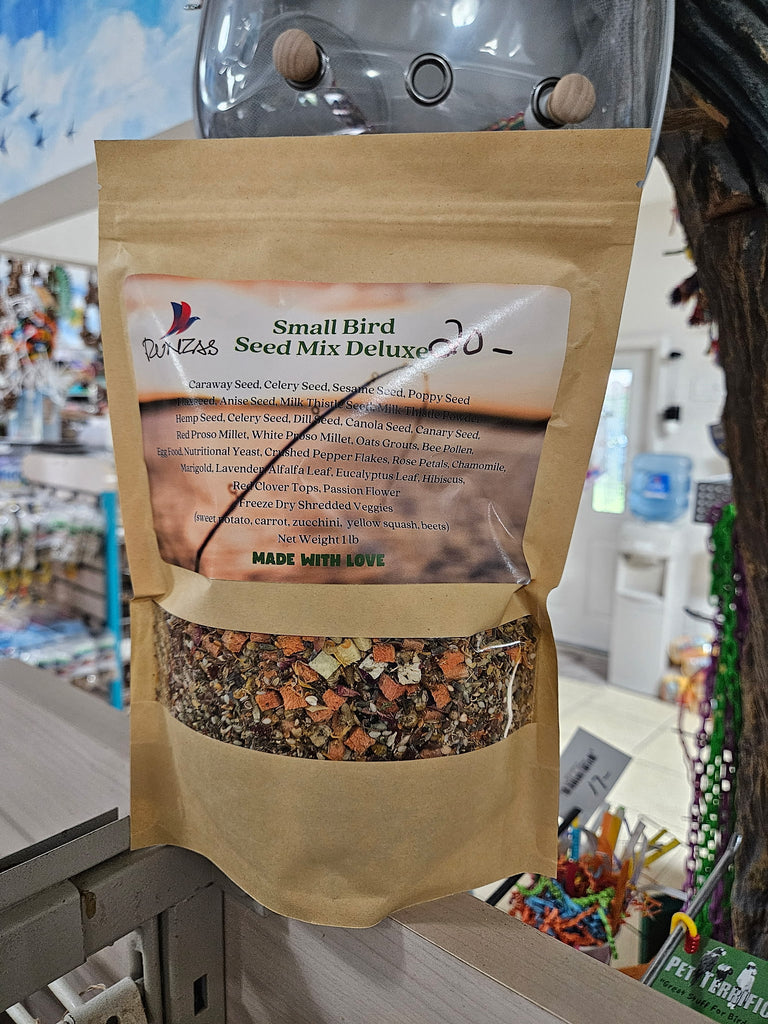 RUNZAS
Small Bird
Seed Mix Deluxe
20 -
Caraway Seed, Celery Seed, Sesame Seed, Poppy Seed
Flaxseed, Anise Seed, Milk Thistle Seed, Milk Thistle Powder
Hemp Seed, Celery Seed, Dill Seed, Canola Seed, Canary Seed,
Red Proso Millet, White Proso Millet, Oats Grouts, Bee Pollen,
Egg Food, Nutritional Yeast, Crushed Pepper Flakes, Rose Petals, Chamomile,
Marigold, Lavender, Alfalfa Leaf, Eucalyptus Leaf, Hibiscus,
Red Clover Tops, Passion Flower
Freeze Dry Shredded Veggies
(sweet potato, carrot, zucchini, yellow squash, beets)
Net Weight 1 lb
MADE WITH LOVE
17-
PET TERRIFIC
"Great Stuff For Bird